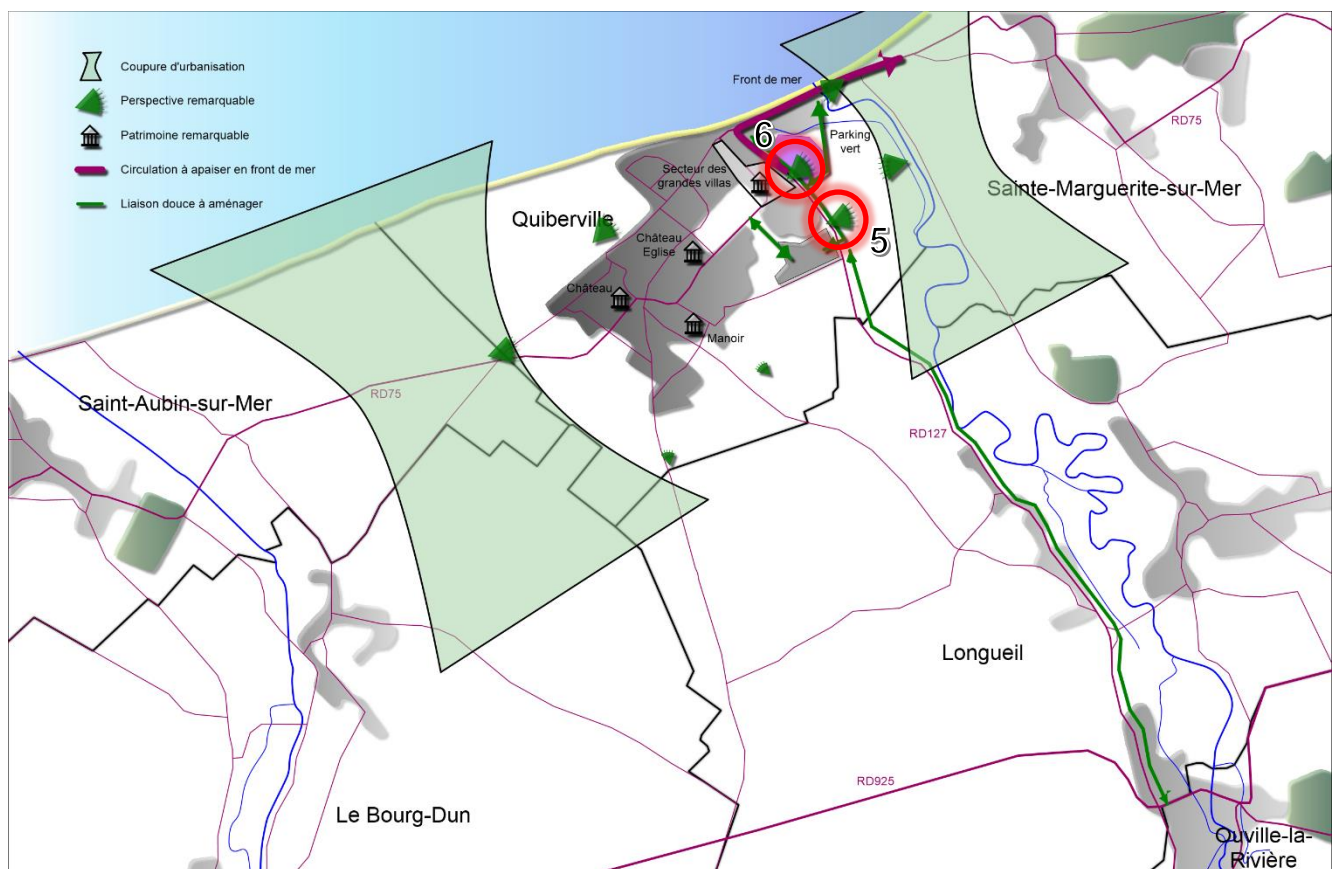 Coupure d'urbanisation
Perspective remarquable
Patrimoine remarquable
Circulation à apaiser en front de mer
Liaison douce à aménager
Front de mer
RD75
6
Parking
vert
Secteur des
grandes villas
Sainte-Marguerite-sur-Mer
Quiberville
5
Château
Eglise
Château
Manoir
RD75
Saint-Aubin-sur-Mer
RD127
Longueil
RD925
Le Bourg-Dun
Ouville-la-
Rivière